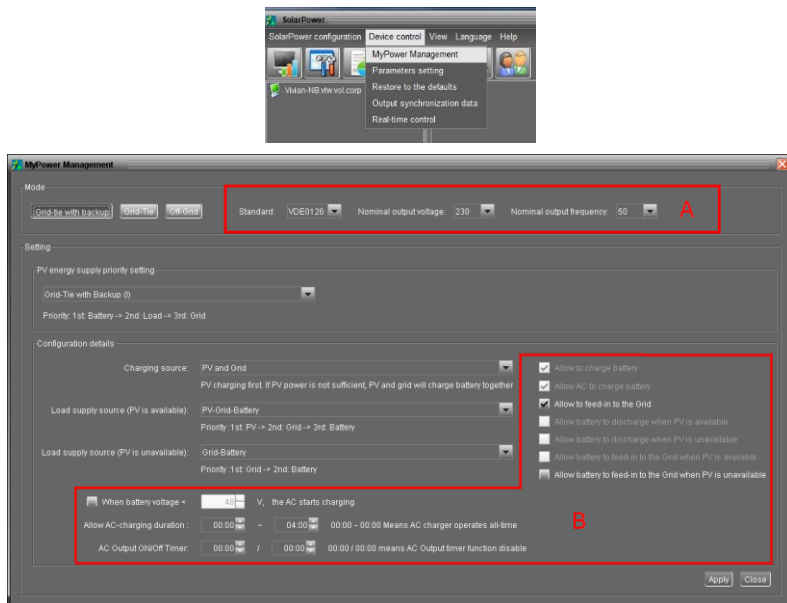 SolarPower
SolarPower configuration Device control View Language Help
MyPower Management
Parameters setting
Vivian-NB.vtw.vol.corp
Restore to the defaults
Output synchronization data
Real-time control
MyPower Management
Mode
Grid-tie with backup Grid-Tie Off-Grid Standard: VDE0126 Nominal output voltage: 230 Nominal output frequency: 50 A
Setting
PV energy supply priority setting
Grid-Tie with Backup (I)
Priority: 1st: Battery -> 2nd: Load -> 3rd: Grid
Configuration details
Charging source: PV and Grid
PV charging first. If PV power is not sufficient, PV and grid will charge battery together
Load supply source (PV is available): PV-Grid-Battery
Priority :1st: PV -> 2nd: Grid -> 3rd: Battery
Load supply source (PV is unavailable): Grid-Battery
Priority :1st: Grid -> 2nd: Battery
Allow to charge battery
Allow AC to charge battery
Allow to feed-in to the Grid
Allow battery to discharge when PV is available
Allow battery to discharge when PV is unavailable
Allow battery to feed-in to the Grid when PV is available
Allow battery to feed-in to the Grid when PV is unavailable
When battery voltage < 48 V, the AC starts charging
Allow AC-charging duration : 00:00 ~ 04:00 00:00 - 00:00 Means AC charger operates all-time
B
AC Output ON/Off Timer: 00:00 / 00:00 00:00 / 00:00 means AC Output timer function disable
Apply Close